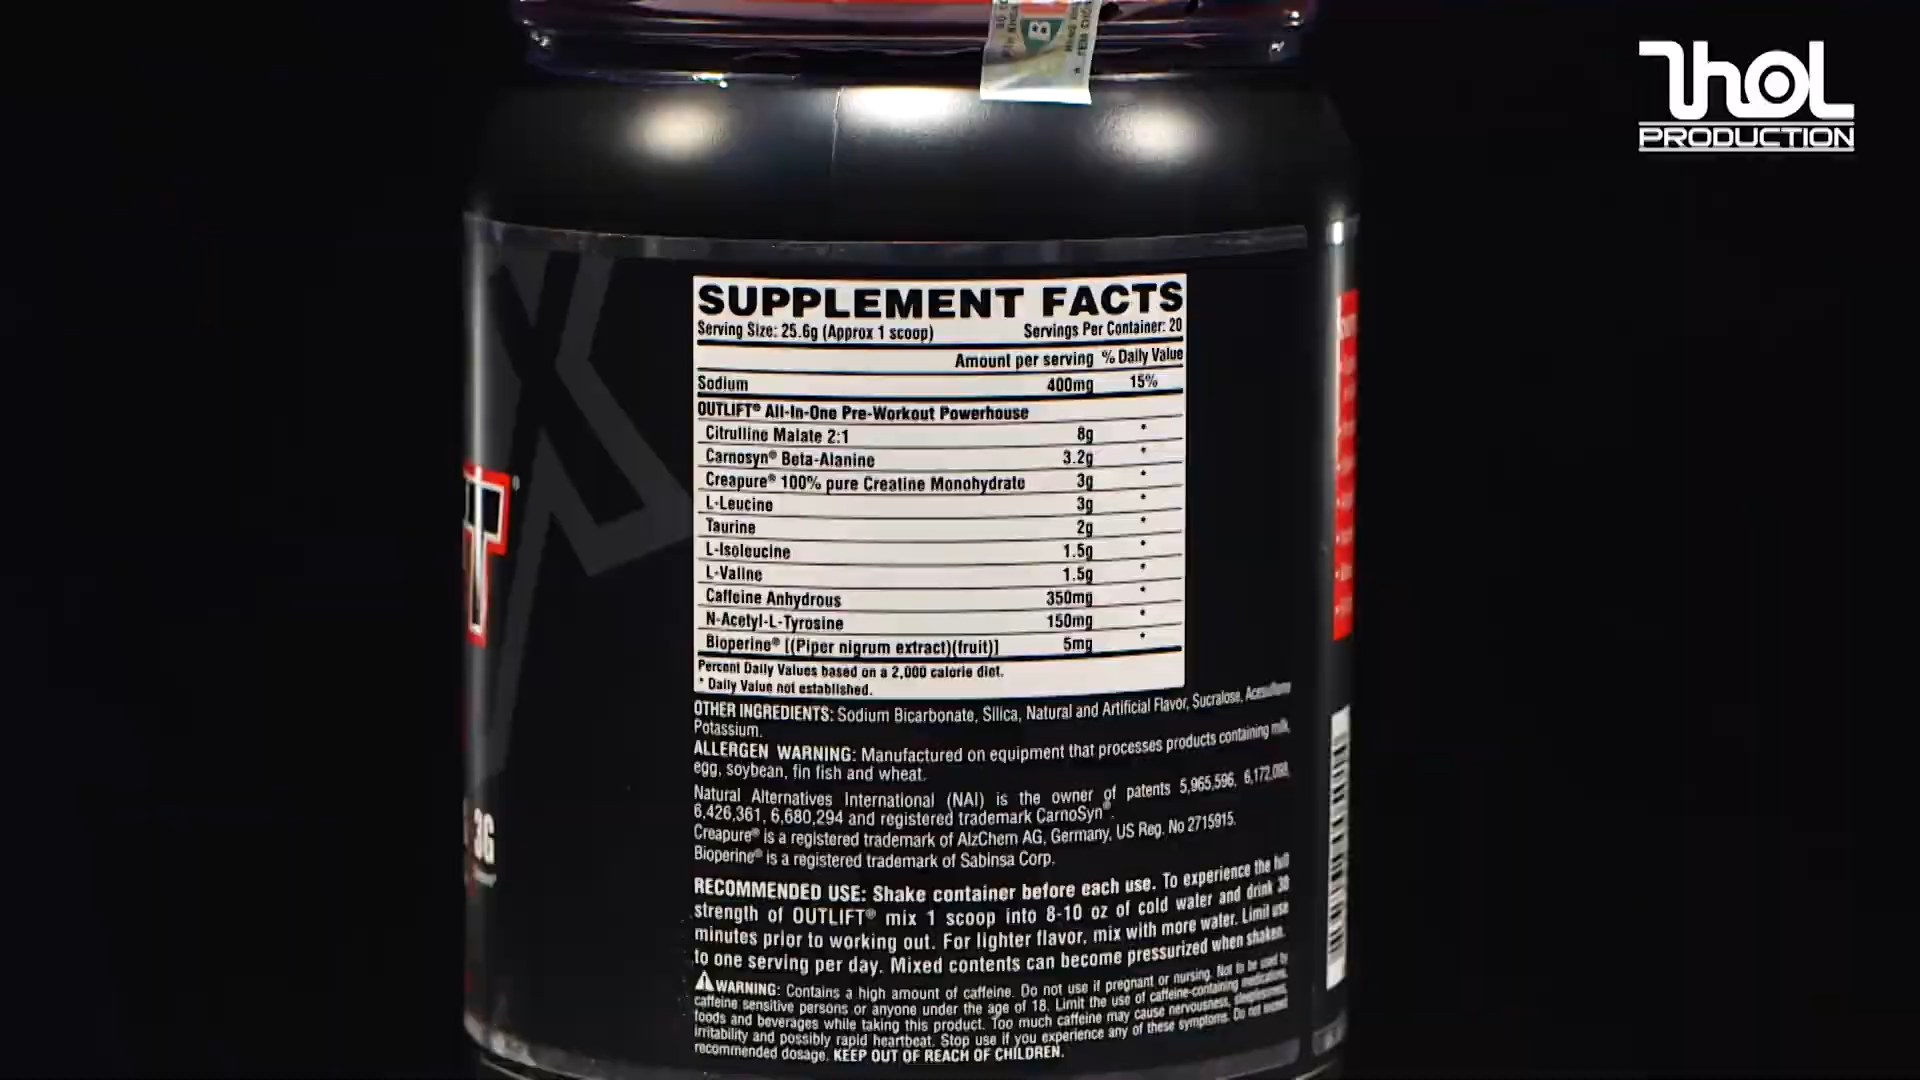 Thol
PRODUCTION
B
SUPPLEMENT FACTS
Serving Size: 25.6g (Approx 1 scoop) Servings Per Container: 20
Amount per serving % Daily Value
Sodium 400mg 15%
OUTLIFT® All-In-One Pre-Workout Powerhouse
Citrulline Malate 2:1 8g *
Carnosyn® Beta-Alanine 3.2g *
Creapure® 100% pure Creatine Monohydrate 3g *
L-Leucine 3g *
Taurine 2g *
L-Isoleucine 1.5g *
L-Valine 1.5g *
Caffeine Anhydrous 350mg *
N-Acetyl-L-Tyrosine 150mg *
Bioperine® [(Piper nigrum extract)(fruit)] 5mg *
Percent Daily Values based on a 2,000 calorie diet.
* Daily Value not established.
OTHER INGREDIENTS: Sodium Bicarbonate, Silica, Natural and Artificial Flavor, Sucralose, Acesulfame
Potassium.
ALLERGEN WARNING: Manufactured on equipment that processes products containing milk,
egg, soybean, fin fish and wheat.
Natural Alternatives International (NAI) is the owner of patents 5,965,596, 6,172,098,
6,426,361, 6,680,294 and registered trademark CarnoSyn®.
Creapure® is a registered trademark of AlzChem AG, Germany, US Reg. No 2715915.
Bioperine® is a registered trademark of Sabinsa Corp.
RECOMMENDED USE: Shake container before each use. To experience the full
strength of OUTLIFT® mix 1 scoop into 8-10 oz of cold water and drink 30
minutes prior to working out. For lighter flavor, mix with more water. Limit use
to one serving per day. Mixed contents can become pressurized when shaken.
WARNING: Contains a high amount of caffeine. Do not use if pregnant or nursing. Not to be used by
caffeine sensitive persons or anyone under the age of 18. Limit the use of caffeine-containing medications,
foods and beverages while taking this product. Too much caffeine may cause nervousness, sleeplessness,
irritability and possibly rapid heartbeat. Stop use if you experience any of these symptoms. Do not exceed
recommended dosage. KEEP OUT OF REACH OF CHILDREN.
T®
3G